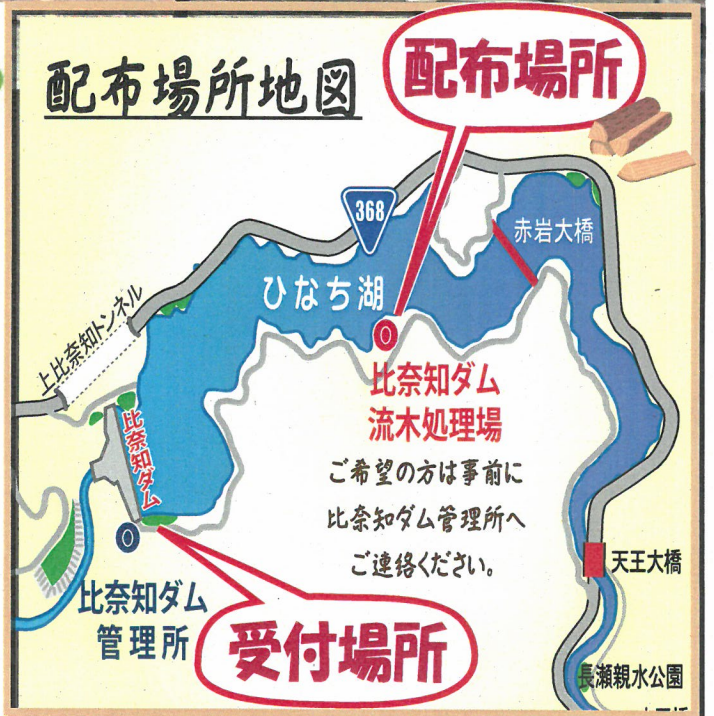 配布場所地図
配布場所
368
赤岩大橋
ひなち湖
上比奈知トンネル
比奈知ダム
比奈知ダム
流木処理場
ご希望の方は事前に
比奈知ダム管理所へ
ご連絡ください。
比奈知ダム
管理所
受付場所
天王大橋
長瀬親水公園